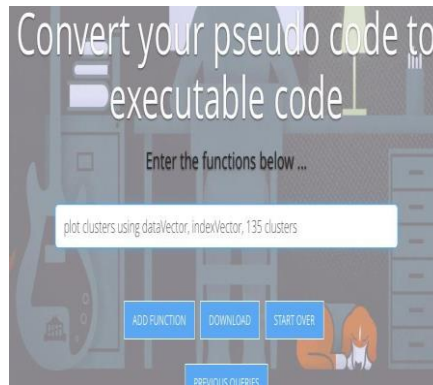 Convert your pseudo code to
executable code
Enter the functions below ...
plot clusters using dataVector, indexVector, 135 clusters
ADD FUNCTION DOWNLOAD START OVER
PREVIOUS QUERIES